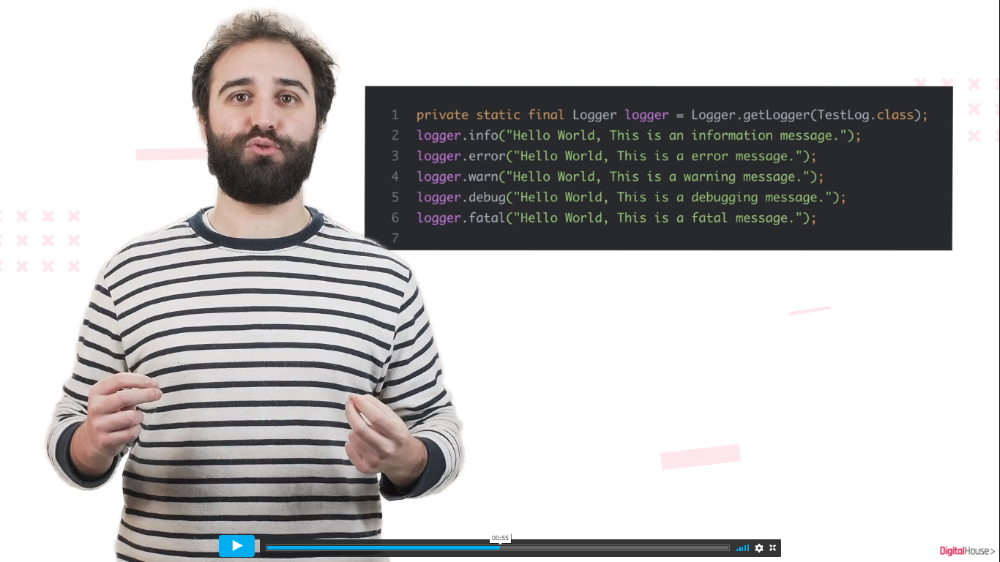 1 private static final Logger logger = Logger.getLogger(TestLog.class);
2 logger.info("Hello World, This is an information message.");
3 logger.error("Hello World, This is a error message.");
4 logger.warn("Hello World, This is a warning message.");
5 logger.debug("Hello World, This is a debugging message.");
6 logger.fatal("Hello World, This is a fatal message.");
7
00:55
DigitalHouse>